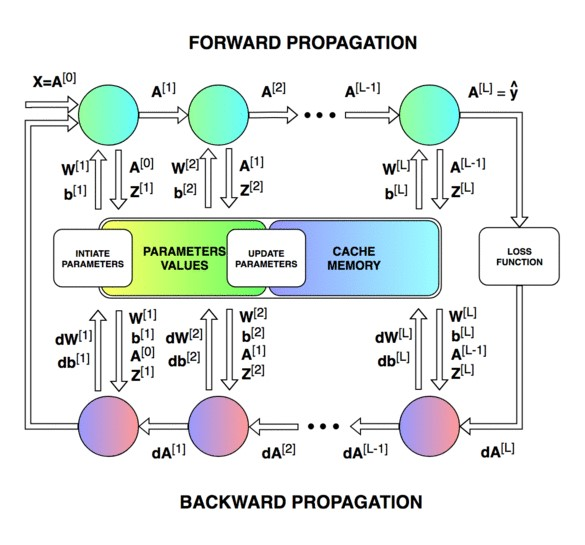 FORWARD PROPAGATION
X=A[0]
A[1]
A[2]
A[L-1]
A[L] = ŷ
W[1]
b[1]
A[0]
Z[1]
W[2]
b[2]
A[1]
Z[2]
W[L]
b[L]
A[L-1]
Z[L]
INTIATE
PARAMETERS
PARAMETERS
VALUES
UPDATE
PARAMETERS
CACHE
MEMORY
LOSS
FUNCTION
dW[1]
db[1]
W[1]
b[1]
A[0]
Z[1]
dW[2]
db[2]
W[2]
b[2]
A[1]
Z[2]
dW[L]
db[L]
W[L]
b[L]
A[L-1]
Z[L]
dA[1]
dA[2]
dA[L-1]
dA[L]
BACKWARD PROPAGATION